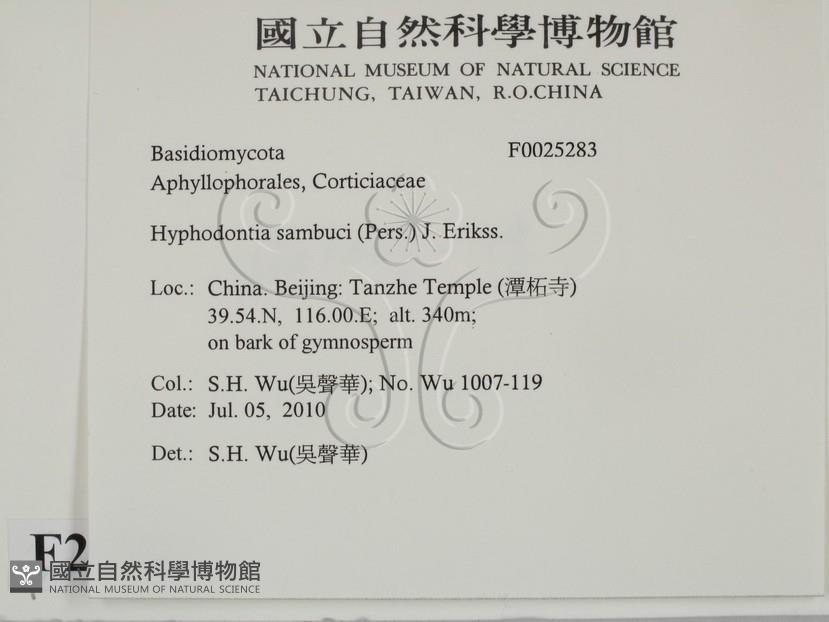 國立自然科學博物館
NATIONAL MUSEUM OF NATURAL SCIENCE
TAICHUNG, TAIWAN, R.O.CHINA
Basidiomycota F0025283
Aphyllophorales, Corticiaceae
Hyphodontia sambuci (Pers.) J. Erikss.
Loc.: China. Beijing: Tanzhe Temple (潭柘寺)
39.54.N, 116.00.E; alt. 340m;
on bark of gymnosperm
Col.: S.H. Wu(吳聲華); No. Wu 1007-119
Date: Jul. 05, 2010
Det.: S.H. Wu(吳聲華)
F2
國立自然科學博物館
NATIONAL MUSEUM OF NATURAL SCIENCE